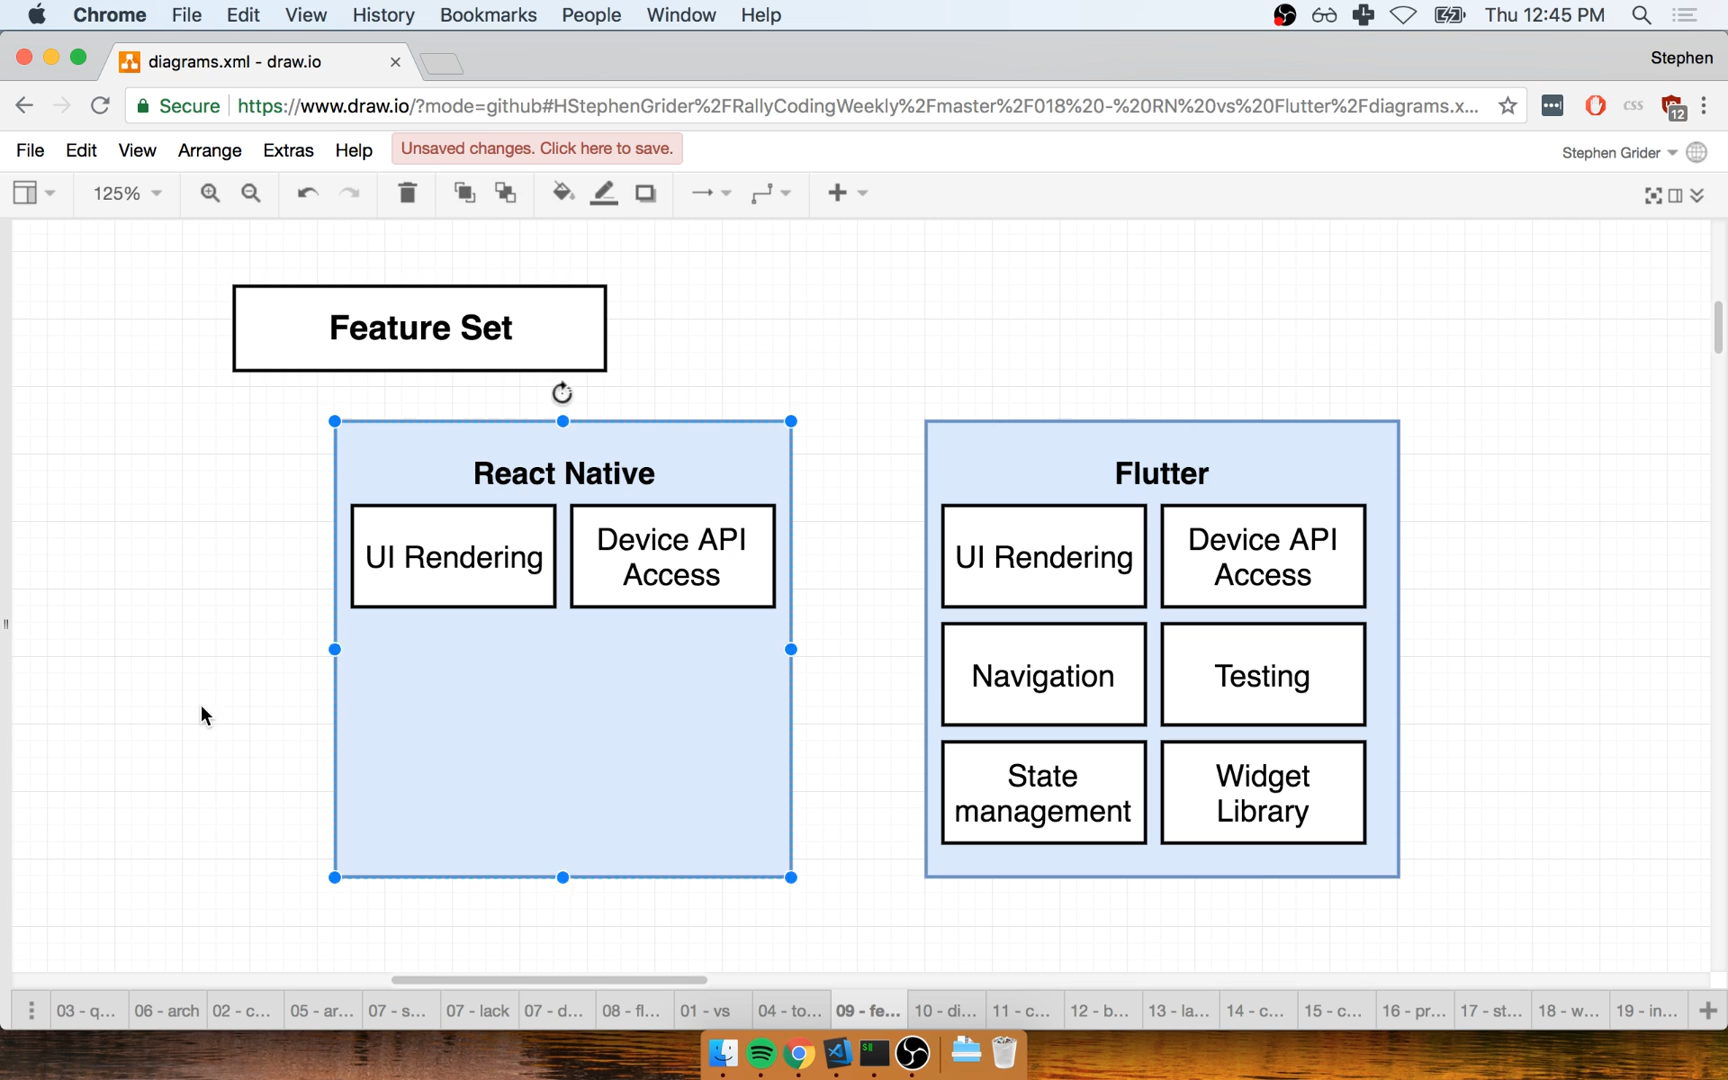 Chrome File Edit View History Bookmarks People Window Help Thu 12:45 PM
diagrams.xml - draw.io Stephen
Secure https://www.draw.io/?mode=github#HStephenGrider%2FRallyCodingWeekly%2Fmaster%2F018%20-%20RN%20vs%20Flutter%2Fdiagrams.x... css 12
File Edit View Arrange Extras Help Unsaved changes. Click here to save. Stephen Grider
125%
Feature Set
React Native
UI Rendering
Device API
Access
Flutter
UI Rendering
Device API
Access
Navigation
Testing
State
management
Widget
Library
03 - q... 06 - arch 02 - c... 05 - ar... 07 - s... 07 - lack 07 - d... 08 - fl... 01 - vs 04 - to... 09 - fe... 10 - di... 11 - c... 12 - b... 13 - la... 14 - c... 15 - c... 16 - pr... 17 - st... 18 - w... 19 - in...